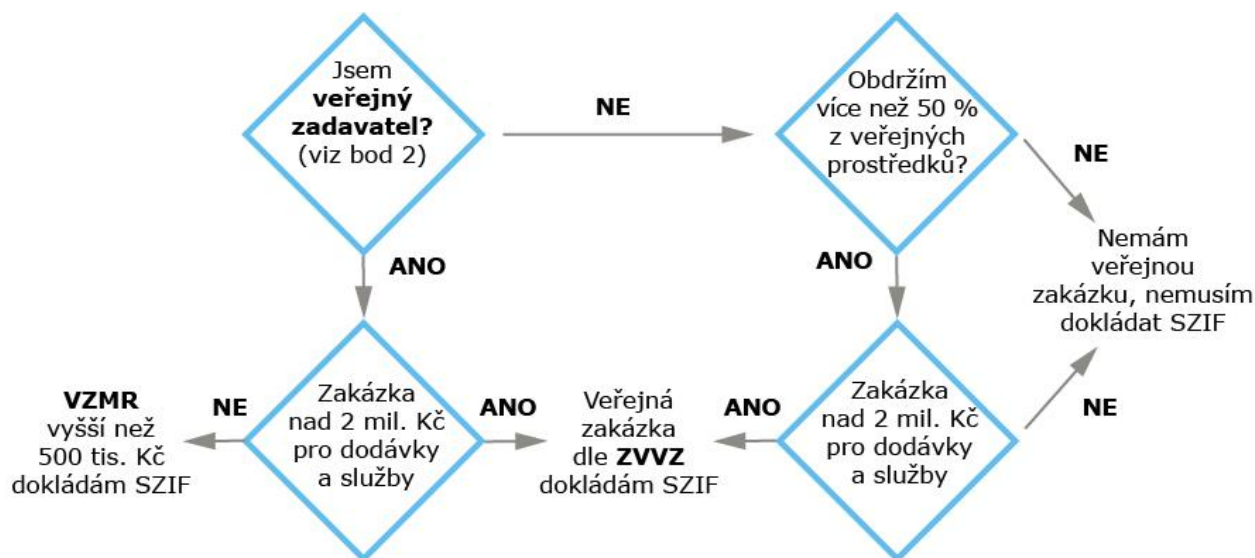 Jsem
veřejný
zadavatel?
(viz bod 2)
NE
Obdržím
více než 50 %
z veřejných
prostředků?
NE
ANO
ANO
Nemám
veřejnou
zakázku, nemusím
dokládat SZIF
VZMR
vyšší než
500 tis. Kč
dokládám SZIF
NE
Zakázka
nad 2 mil. Kč
pro dodávky
a služby
ANO
Veřejná
zakázka
dle ZVVZ
dokládám SZIF
ANO
Zakázka
nad 2 mil. Kč
pro dodávky
a služby
NE